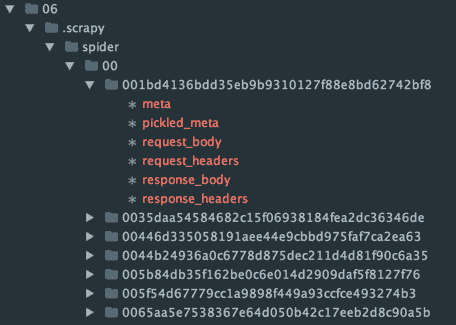 06
.scrapy
spider
00
001bd4136bdd35eb9b9310127f88e8bd62742bf8
meta
pickled_meta
request_body
request_headers
response_body
response_headers
0035daa54584682c15f06938184fea2dc36346de
00446d335058191aee44e9cbbd975faf7ca2ea63
0044b24936a0c6778d875dec211d4d81f90c6a35
005b84db35f162be0c6e014d2909daf5f8127f76
005f54d67779cc1a9898f449a93ccfce493274b3
0065aa5e7538367e64d050b42c17eeb2d8c90a5b